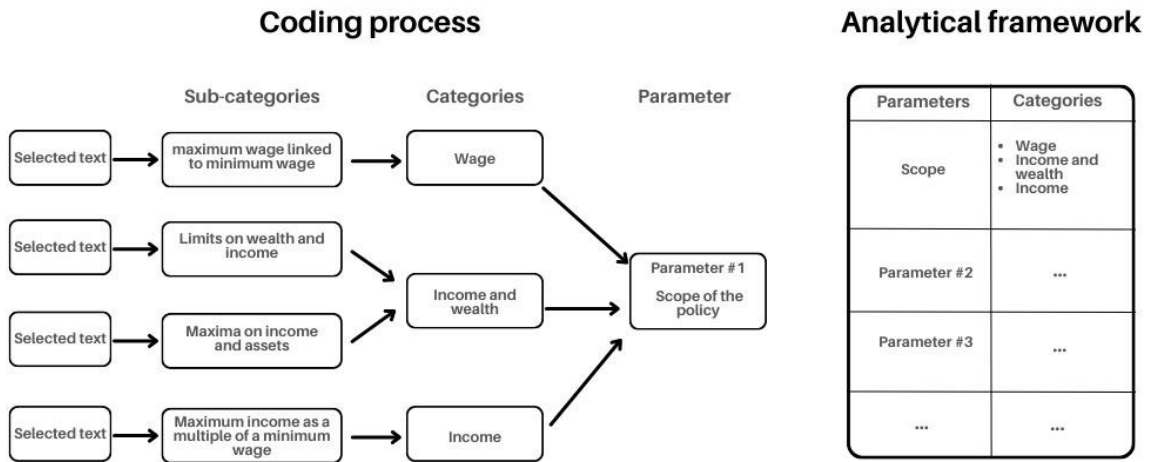 Coding process
Sub-categories
Categories
Parameter
Selected text
maximum wage linked
to minimum wage
Wage
Selected text
Limits on wealth and
income
Income and
wealth
Selected text
Maxima on income
and assets
Selected text
Maximum income as a
multiple of a minimum
wage
Income
Parameter #1
Scope of the
policy
Analytical framework
Parameters
Categories
Scope
• Wage
• Income and
wealth
• Income
Parameter #2
...
Parameter #3
...
...
...